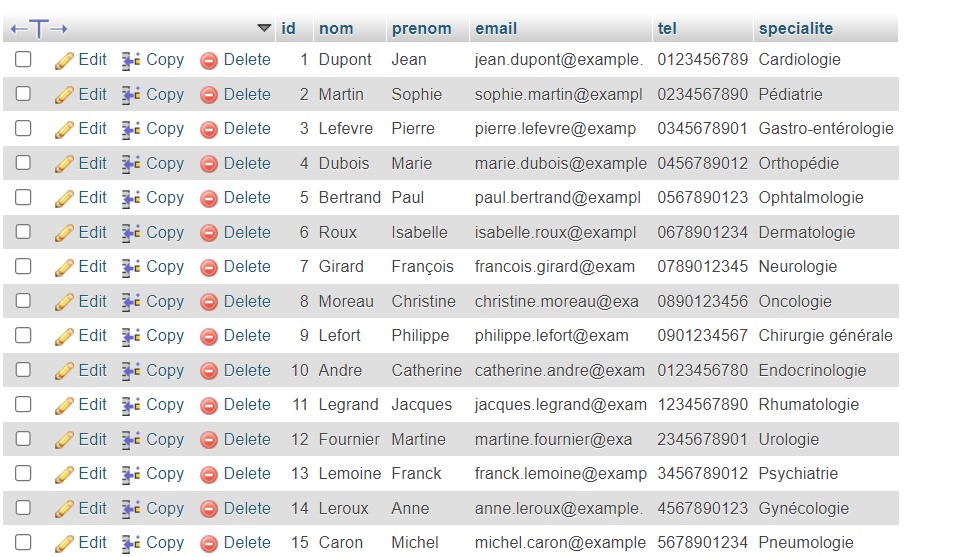 id nom prenom email tel specialite
Edit Copy Delete 1 Dupont Jean jean.dupont@example. 0123456789 Cardiologie
Edit Copy Delete 2 Martin Sophie sophie.martin@exampl 0234567890 Pédiatrie
Edit Copy Delete 3 Lefevre Pierre pierre.lefevre@examp 0345678901 Gastro-entérologie
Edit Copy Delete 4 Dubois Marie marie.dubois@example 0456789012 Orthopédie
Edit Copy Delete 5 Bertrand Paul paul.bertrand@exampl 0567890123 Ophtalmologie
Edit Copy Delete 6 Roux Isabelle isabelle.roux@exampl 0678901234 Dermatologie
Edit Copy Delete 7 Girard François francois.girard@exam 0789012345 Neurologie
Edit Copy Delete 8 Moreau Christine christine.moreau@exa 0890123456 Oncologie
Edit Copy Delete 9 Lefort Philippe philippe.lefort@exam 0901234567 Chirurgie générale
Edit Copy Delete 10 Andre Catherine catherine.andre@exam 0123456780 Endocrinologie
Edit Copy Delete 11 Legrand Jacques jacques.legrand@exam 1234567890 Rhumatologie
Edit Copy Delete 12 Fournier Martine martine.fournier@exa 2345678901 Urologie
Edit Copy Delete 13 Lemoine Franck franck.lemoine@examp 3456789012 Psychiatrie
Edit Copy Delete 14 Leroux Anne anne.leroux@example. 4567890123 Gynécologie
Edit Copy Delete 15 Caron Michel michel.caron@example 5678901234 Pneumologie